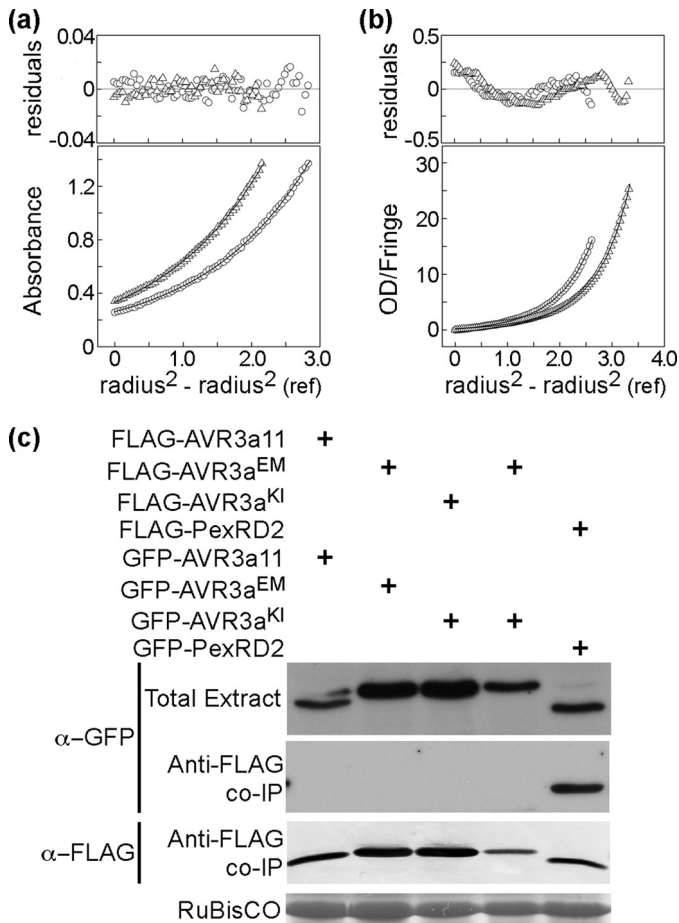 (a)
0.04
0
-0.04
residuals
1.2
0.8
0.4
0
Absorbance
0 1.0 2.0 3.0
radius² - radius² (ref)
(b)
0.5
0
-0.5
residuals
30
20
10
0
OD/Fringe
0 1.0 2.0 3.0 4.0
radius² - radius² (ref)
(c)
FLAG-AVR3a11 +
FLAG-AVR3aᴱᴹ + +
FLAG-AVR3aᴷᴵ +
FLAG-PexRD2 +
GFP-AVR3a11 +
GFP-AVR3aᴱᴹ +
GFP-AVR3aᴷᴵ + +
GFP-PexRD2 +
α–GFP
Total Extract
Anti-FLAG
co-IP
α–FLAG
Anti-FLAG
co-IP
RuBisCO